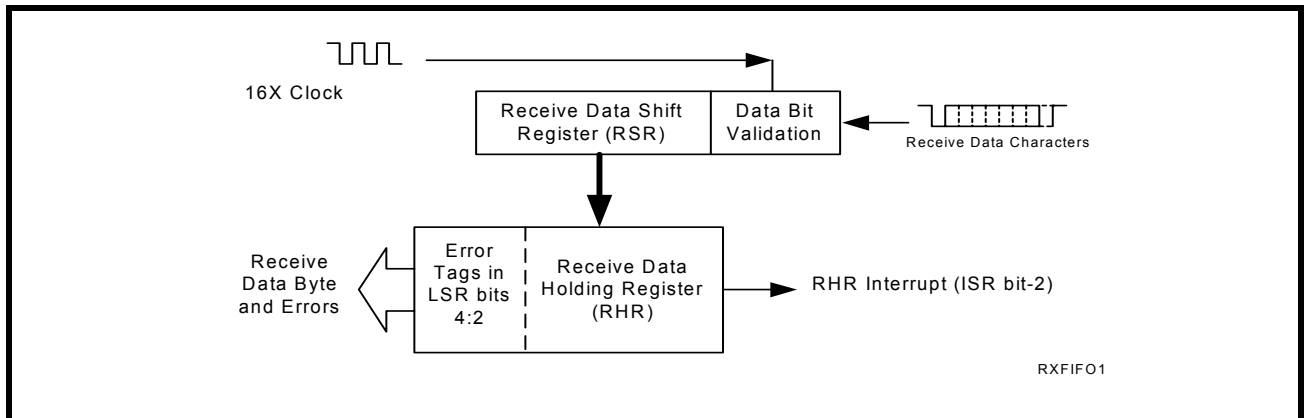 16X Clock
Receive Data Shift
Register (RSR)
Data Bit
Validation
Receive Data Characters
Receive
Data Byte
and Errors
Error
Tags in
LSR bits
4:2
Receive Data
Holding Register
(RHR)
RHR Interrupt (ISR bit-2)
RXFIFO1